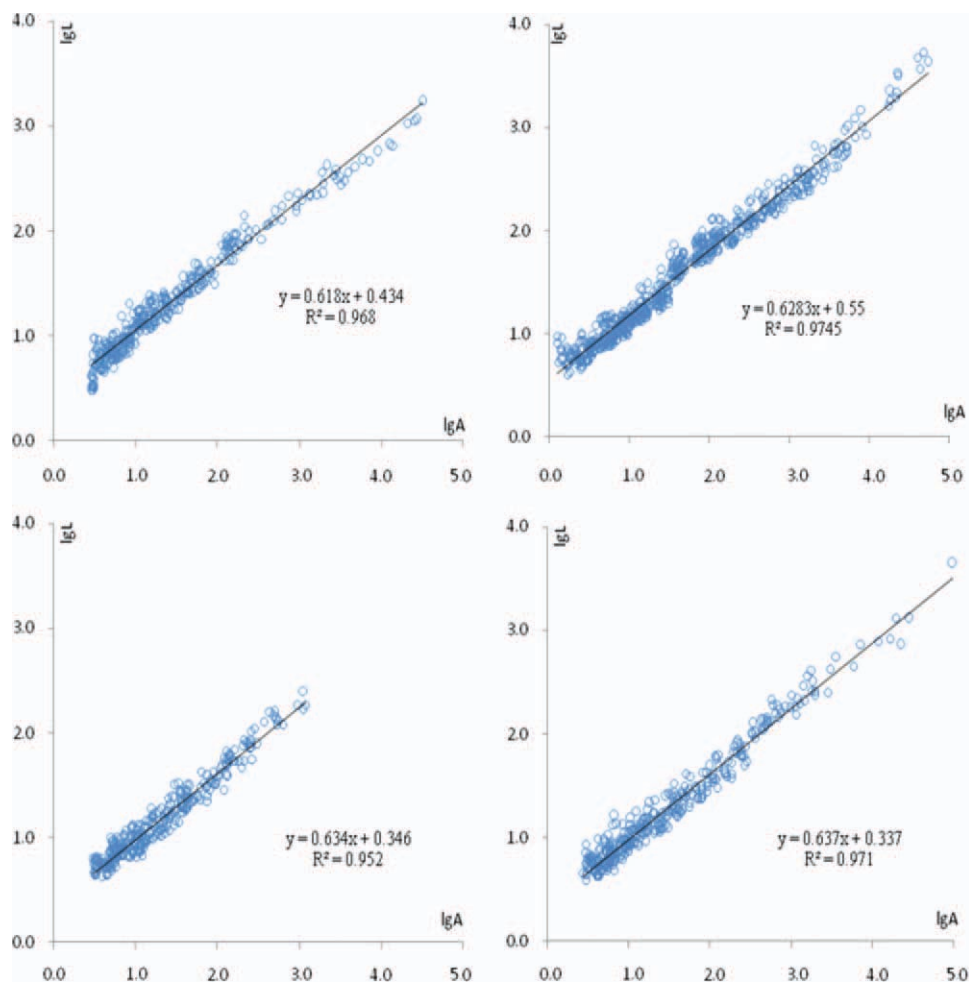 4.0
lgL
3.0
2.0
y = 0.618x + 0.434
R² = 0.968
1.0
lgA
0.0
0.0 1.0 2.0 3.0 4.0 5.0
4.0
lgL
3.0
2.0
y = 0.6283x + 0.55
R² = 0.9745
1.0
lgA
0.0
0.0 1.0 2.0 3.0 4.0 5.0
4.0
lgL
3.0
2.0
1.0
y = 0.634x + 0.346
R² = 0.952
lgA
0.0
0.0 1.0 2.0 3.0 4.0 5.0
4.0
lgL
3.0
2.0
1.0
y = 0.637x + 0.337
R² = 0.971
lgA
0.0
0.0 1.0 2.0 3.0 4.0 5.0